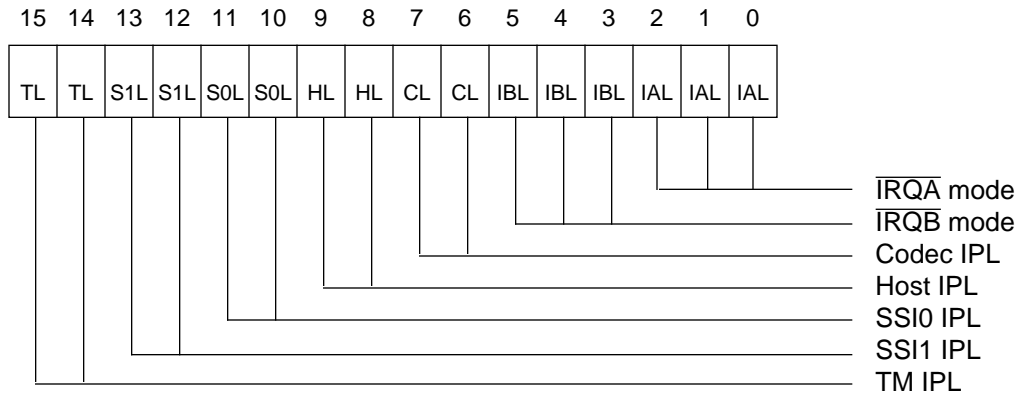 15 14 13 12 11 10 9 8 7 6 5 4 3 2 1 0
TL TL S1L S1L S0L S0L HL HL CL CL IBL IBL IBL IAL IAL IAL
IRQA mode
IRQB mode
Codec IPL
Host IPL
SSI0 IPL
SSI1 IPL
TM IPL